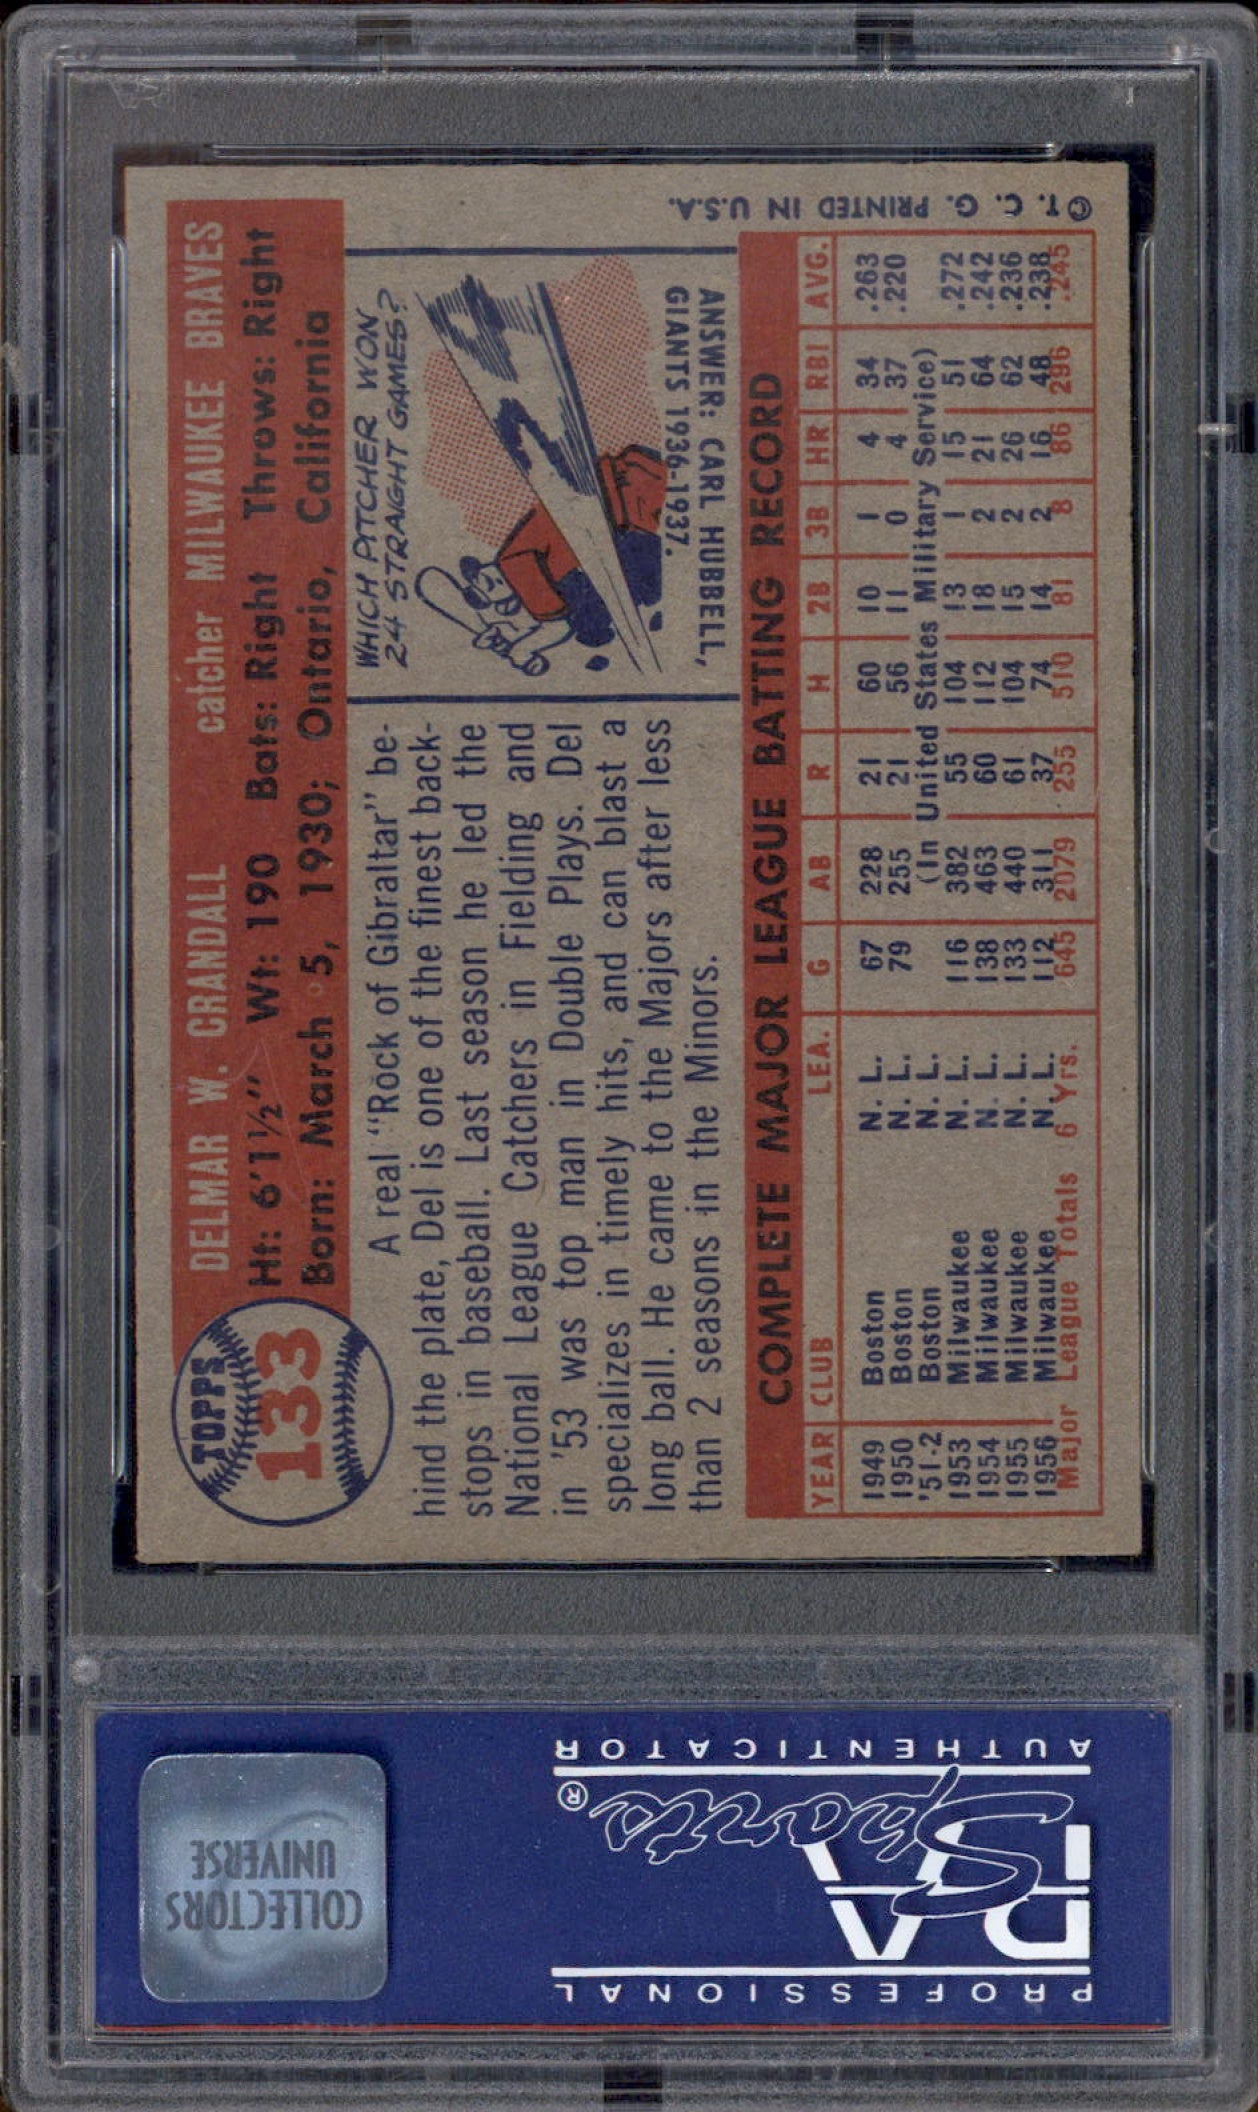 TOPPS
133
DELMAR W. CRANDALL catcher MILWAUKEE BRAVES
Ht: 6'1½" Wt: 190 Bats: Right Throws: Right
Born: March 5, 1930; Ontario, California
A real "Rock of Gibraltar" be-
hind the plate, Del is one of the finest back-
stops in baseball. Last season he led the
National League Catchers in Fielding and
in '53 was top man in Double Plays. Del
specializes in timely hits, and can blast a
long ball. He came to the Majors after less
than 2 seasons in the Minors.
WHICH PITCHER WON
24 STRAIGHT GAMES?
24
ANSWER: CARL HUBBELL,
GIANTS 1936-1937.
COMPLETE MAJOR LEAGUE BATTING RECORD
YEAR CLUB LEA. G AB R H 2B 3B HR RBI AVG.
1949 Boston N. L. 67 228 21 60 10 1 4 34 .263
1950 Boston N. L. 79 255 21 56 11 0 4 37 .220
'51-2 Boston N. L. (In United States Military Service)
1953 Milwaukee N. L. 116 382 55 104 13 1 15 51 .272
1954 Milwaukee N. L. 138 463 60 112 18 2 21 64 .242
1955 Milwaukee N. L. 133 440 61 104 15 2 26 62 .236
1956 Milwaukee N. L. 112 311 37 74 14 2 16 48 .238
Major League Totals 6 Yrs. 645 2079 255 510 81 8 86 296 .245
© T. C. G. PRINTED IN U.S.A.
PROFESSIONAL
PSA
Sports®
AUTHENTICATOR
COLLECTORS
UNIVERSE